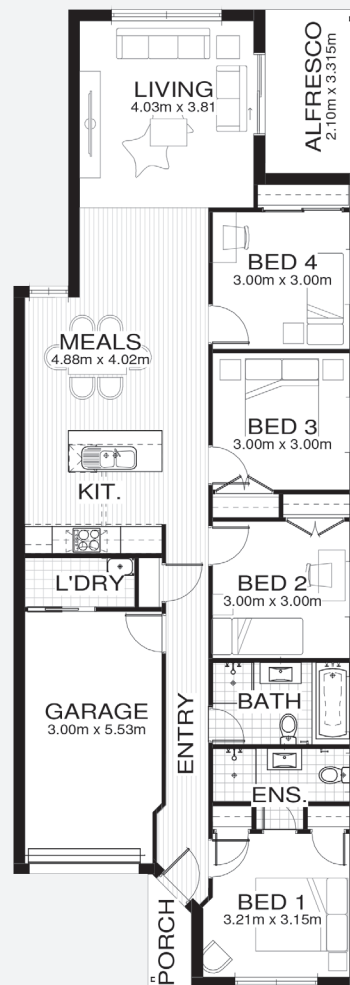 LIVING
4.03m x 3.81
ALFRESCO
2.10m x 3.315m
BED 4
3.00m x 3.00m
MEALS
4.88m x 4.02m
BED 3
3.00m x 3.00m
KIT.
L'DRY
BED 2
3.00m x 3.00m
GARAGE
3.00m x 5.53m
ENTRY
BATH
ENS.
BED 1
3.21m x 3.15m
PORCH